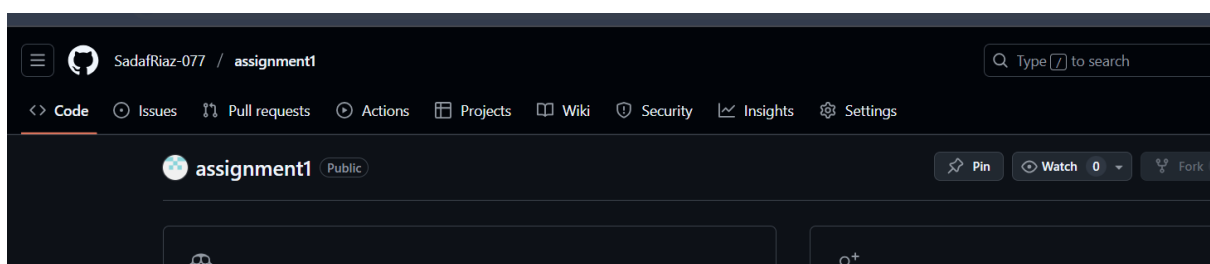 SadafRiaz-077 / assignment1
Type / to search
<> Code Issues Pull requests Actions Projects Wiki Security Insights Settings
assignment1 Public
Pin Watch 0 Fork